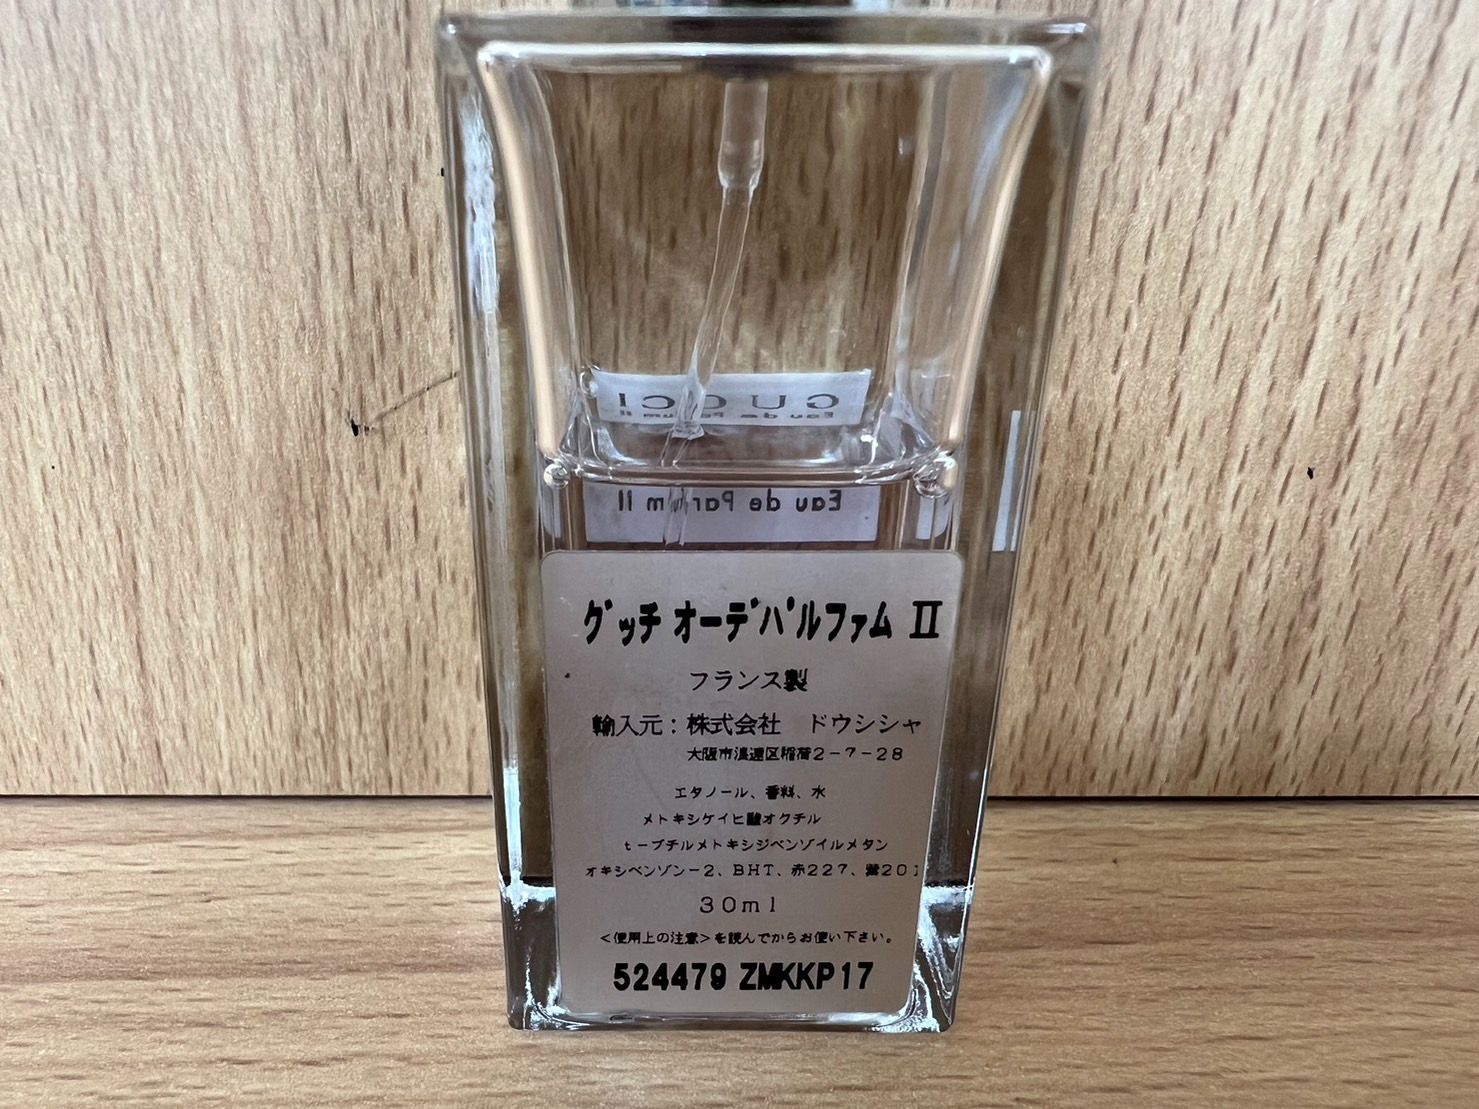 GUCCI
Eau de Parfum II
Eau de Parfum II
グッチ オーデパルファム II
フランス製
輸入元：株式会社 ドウシシャ
大阪市浪速区稲荷2-7-28
エタノール、香料、水
メトキシケイヒ酸オクチル
t-ブチルメトキシジベンゾイルメタン
オキシベンゾン-2、BHT、赤227、紫201
30ml
<使用上の注意>を読んでからお使い下さい。
524479 ZMKKP17